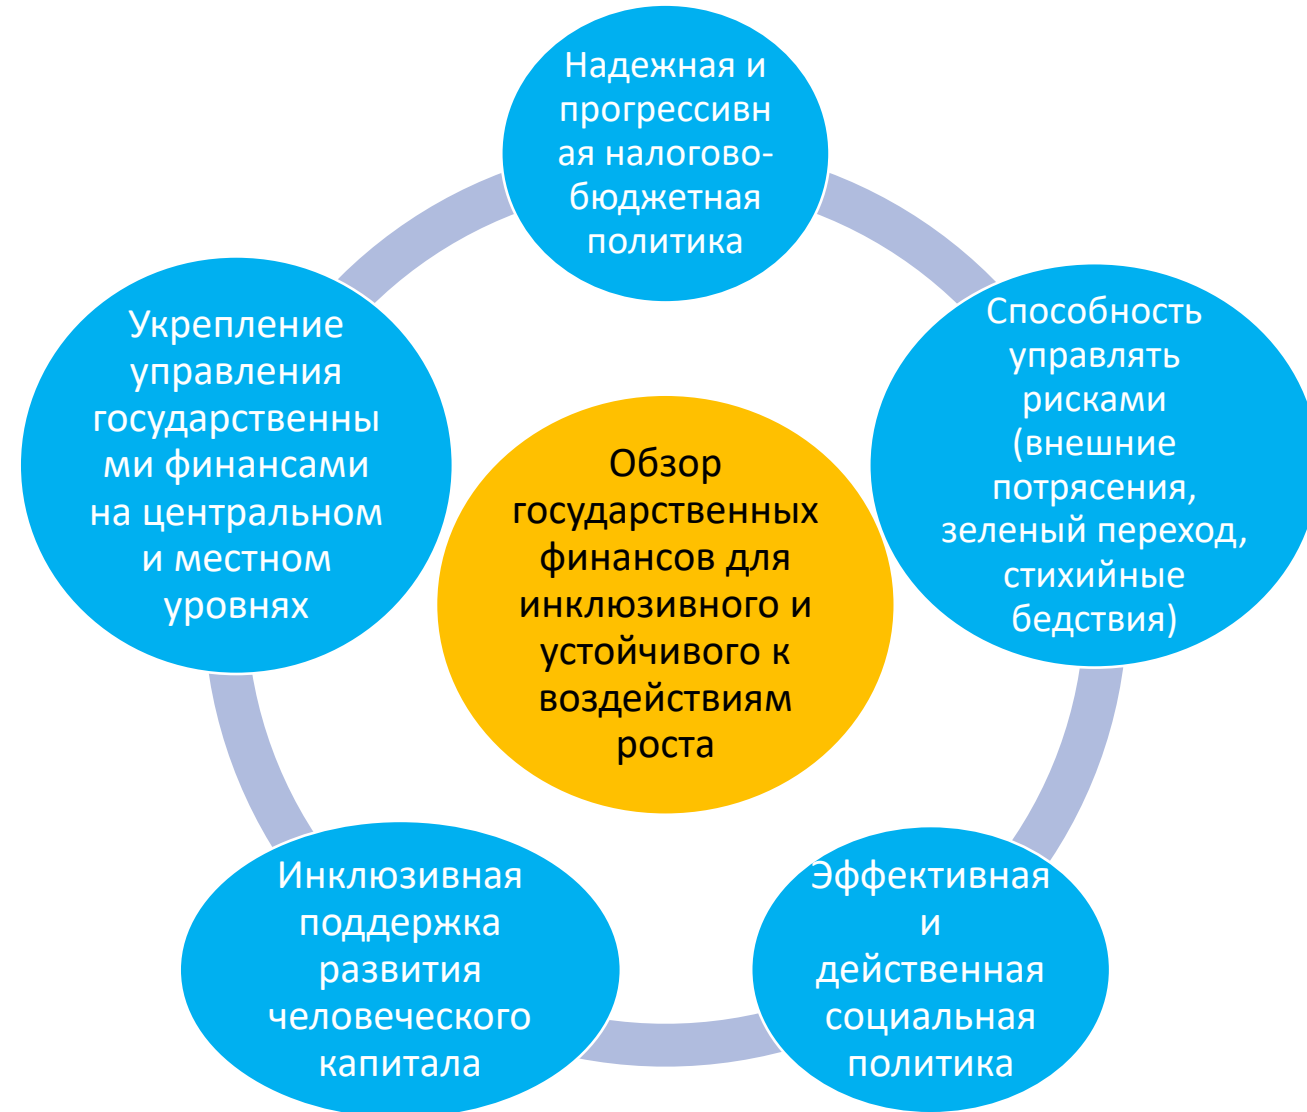 Надежная и
прогрессивн
ая налогово-
бюджетная
политика
Способность
управлять
рисками
(внешние
потрясения,
зеленый переход,
стихийные
бедствия)
Эффективная
и
действенная
социальная
политика
Инклюзивная
поддержка
развития
человеческого
капитала
Укрепление
управления
государственны
ми финансами
на центральном
и местном
уровнях
Обзор
государственных
финансов для
инклюзивного и
устойчивого к
воздействиям
роста